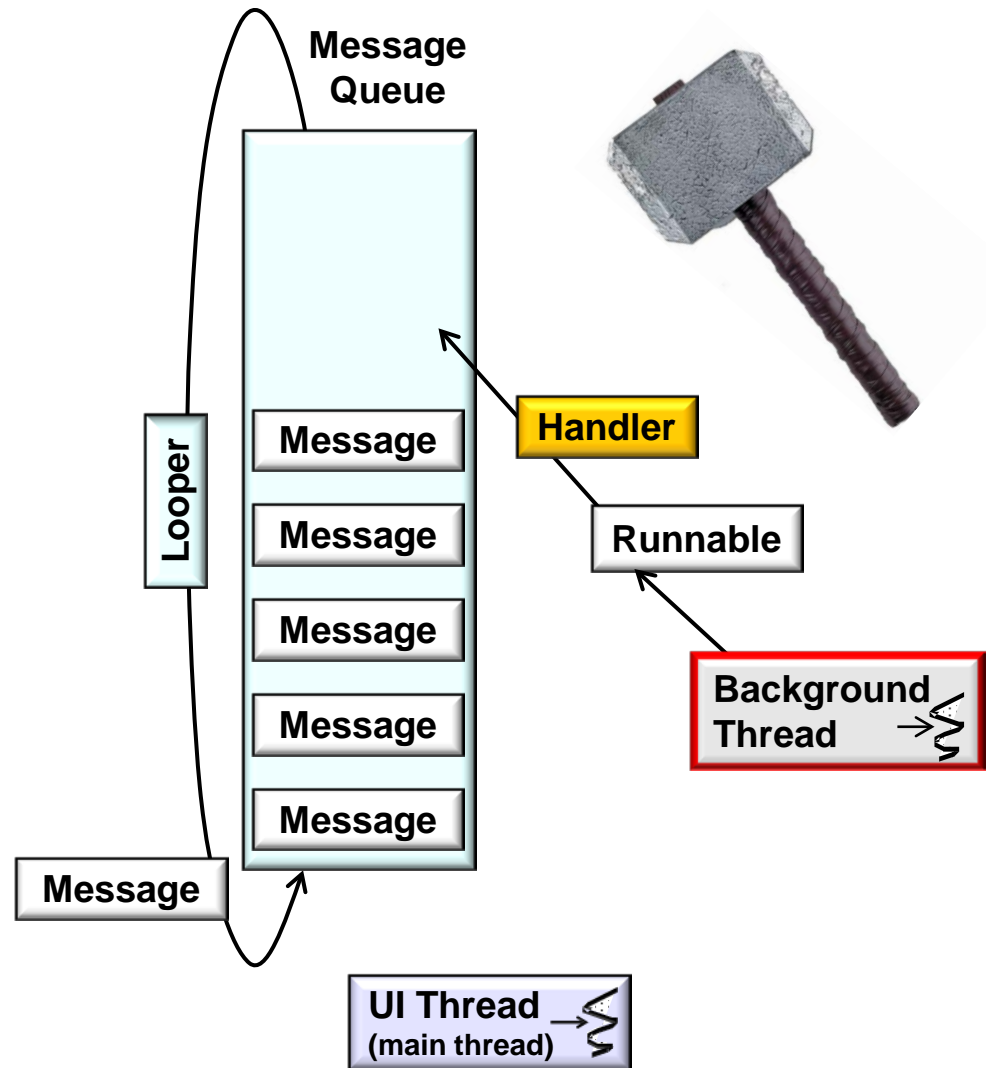 Message
Queue
Looper
Message
Handler
Message
Runnable
Message
Background
Thread
Message
Message
Message
UI Thread
(main thread)